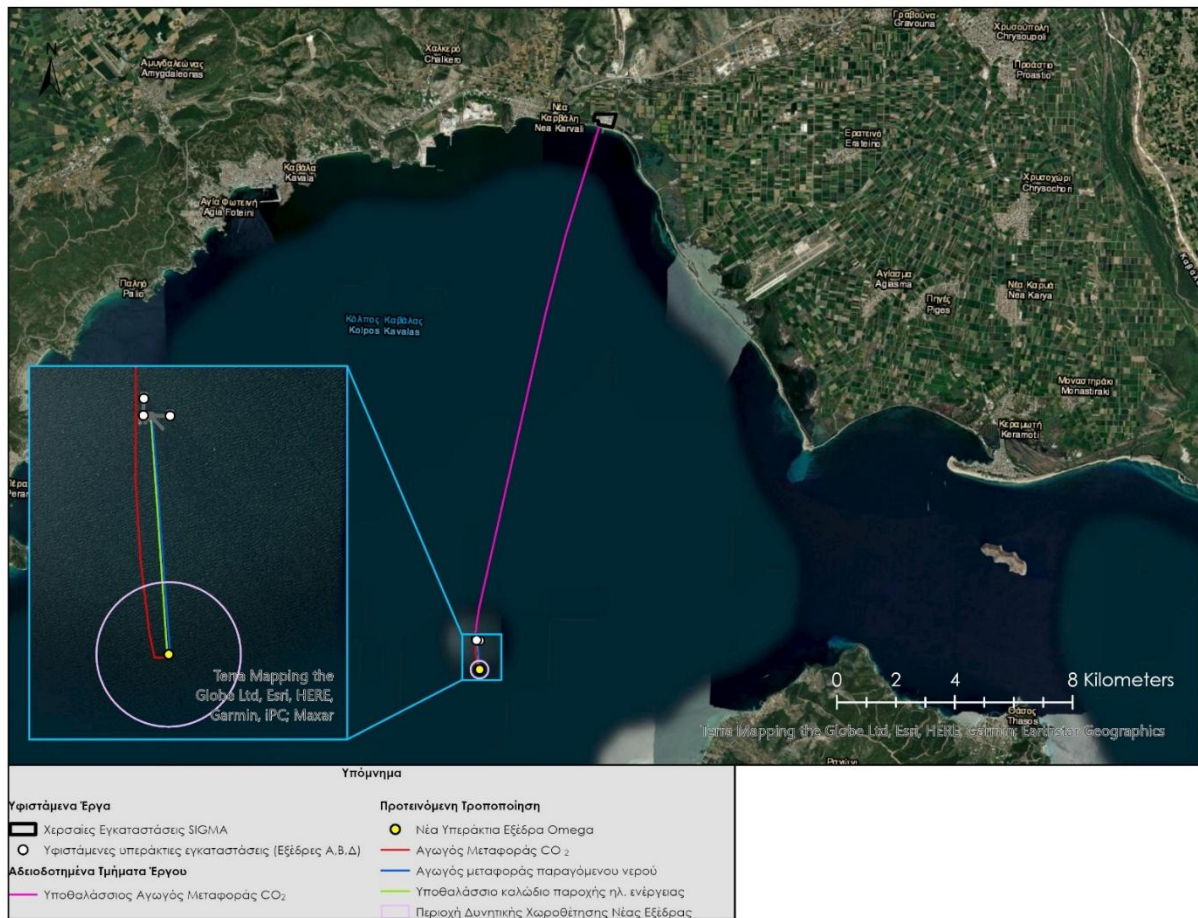 Γραβούνα
Gravouna
Χρυσούπολη
Chrysoupoli
Προάστιο
Proastio
Χαλκερό
Chalkero
Αμυγδαλεώνας
Amygdaleonas
N
Νέα
Καρβάλη
Nea Karvali
Ερατεινό
Erateino
Καβάλα
Kavala
Χρυσοχώρι
Chrysochori
Αγία Φωτεινή
Agia Foteini
Παληό
Palio
Αγίασμα
Agiasma
Νέα Καρυά
Nea Karya
Πηγές
Piges
Κόλπος Καβάλας
Kolpos Kavalas
Μοναστηράκι
Monastiraki
Κεραμωτή
Keramoti
Terra Mapping the
Globe Ltd, Esri, HERE,
Garmin, iPC; Maxar
0 2 4 8 Kilometers
Θάσος
Thasos
Terra Mapping the Globe Ltd, Esri, HERE, Garmin; Earthstar Geographics
Υπόμνημα
Υφιστάμενα Έργα
Χερσαίες Εγκαταστάσεις SIGMA
Υφιστάμενες υπεράκτιες εγκαταστάσεις (Εξέδρες Α,Β,Δ)
Αδειοδοτημένα Τμήματα Έργου
Υποθαλάσσιος Αγωγός Μεταφοράς CO2
Προτεινόμενη Τροποποίηση
Νέα Υπεράκτια Εξέδρα Omega
Αγωγός Μεταφοράς CO2
Αγωγός μεταφοράς παραγόμενου νερού
Υποθαλάσσιο καλώδιο παροχής ηλ. ενέργειας
Περιοχή Δυνητικής Χωροθέτησης Νέας Εξέδρας